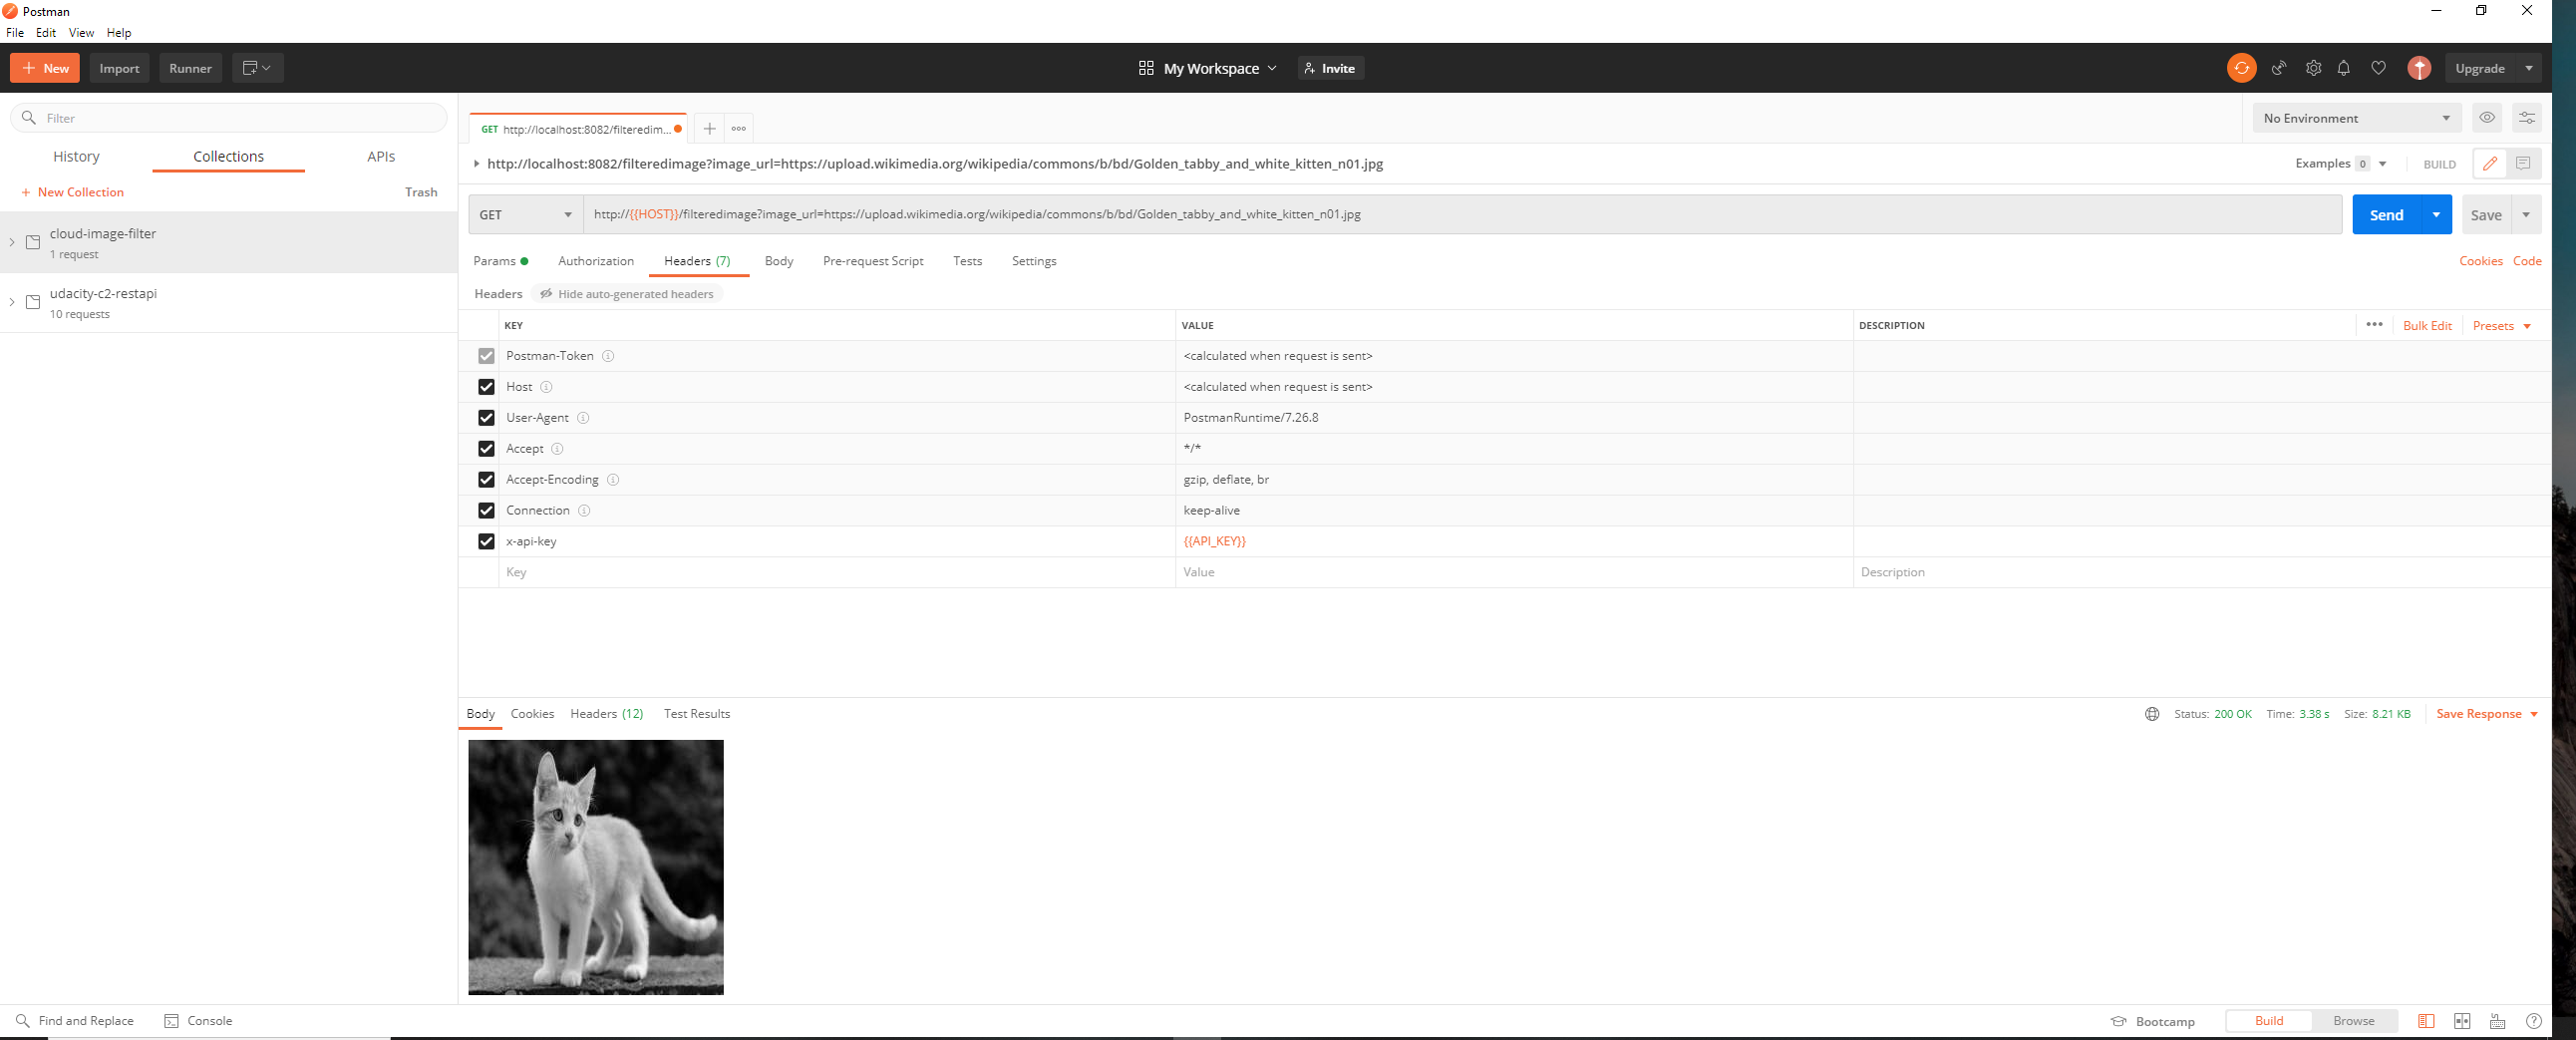 Postman
File Edit View Help
New Import Runner My Workspace Invite Upgrade
Filter
History Collections APIs
New Collection Trash
cloud-image-filter
1 request
udacity-c2-restapi
10 requests
GET http://localhost:8082/filteredim... No Environment
http://localhost:8082/filteredimage?image_url=https://upload.wikimedia.org/wikipedia/commons/b/bd/Golden_tabby_and_white_kitten_n01.jpg Examples 0 BUILD
GET http://{{HOST}}/filteredimage?image_url=https://upload.wikimedia.org/wikipedia/commons/b/bd/Golden_tabby_and_white_kitten_n01.jpg Send Save
Params Authorization Headers (7) Body Pre-request Script Tests Settings Cookies Code
Headers Hide auto-generated headers
KEY VALUE DESCRIPTION Bulk Edit Presets
Postman-Token <calculated when request is sent>
Host <calculated when request is sent>
User-Agent PostmanRuntime/7.26.8
Accept */*
Accept-Encoding gzip, deflate, br
Connection keep-alive
x-api-key {{API_KEY}}
Key Value Description
Body Cookies Headers (12) Test Results Status: 200 OK Time: 3.38 s Size: 8.21 KB Save Response
Find and Replace Console Bootcamp Build Browse